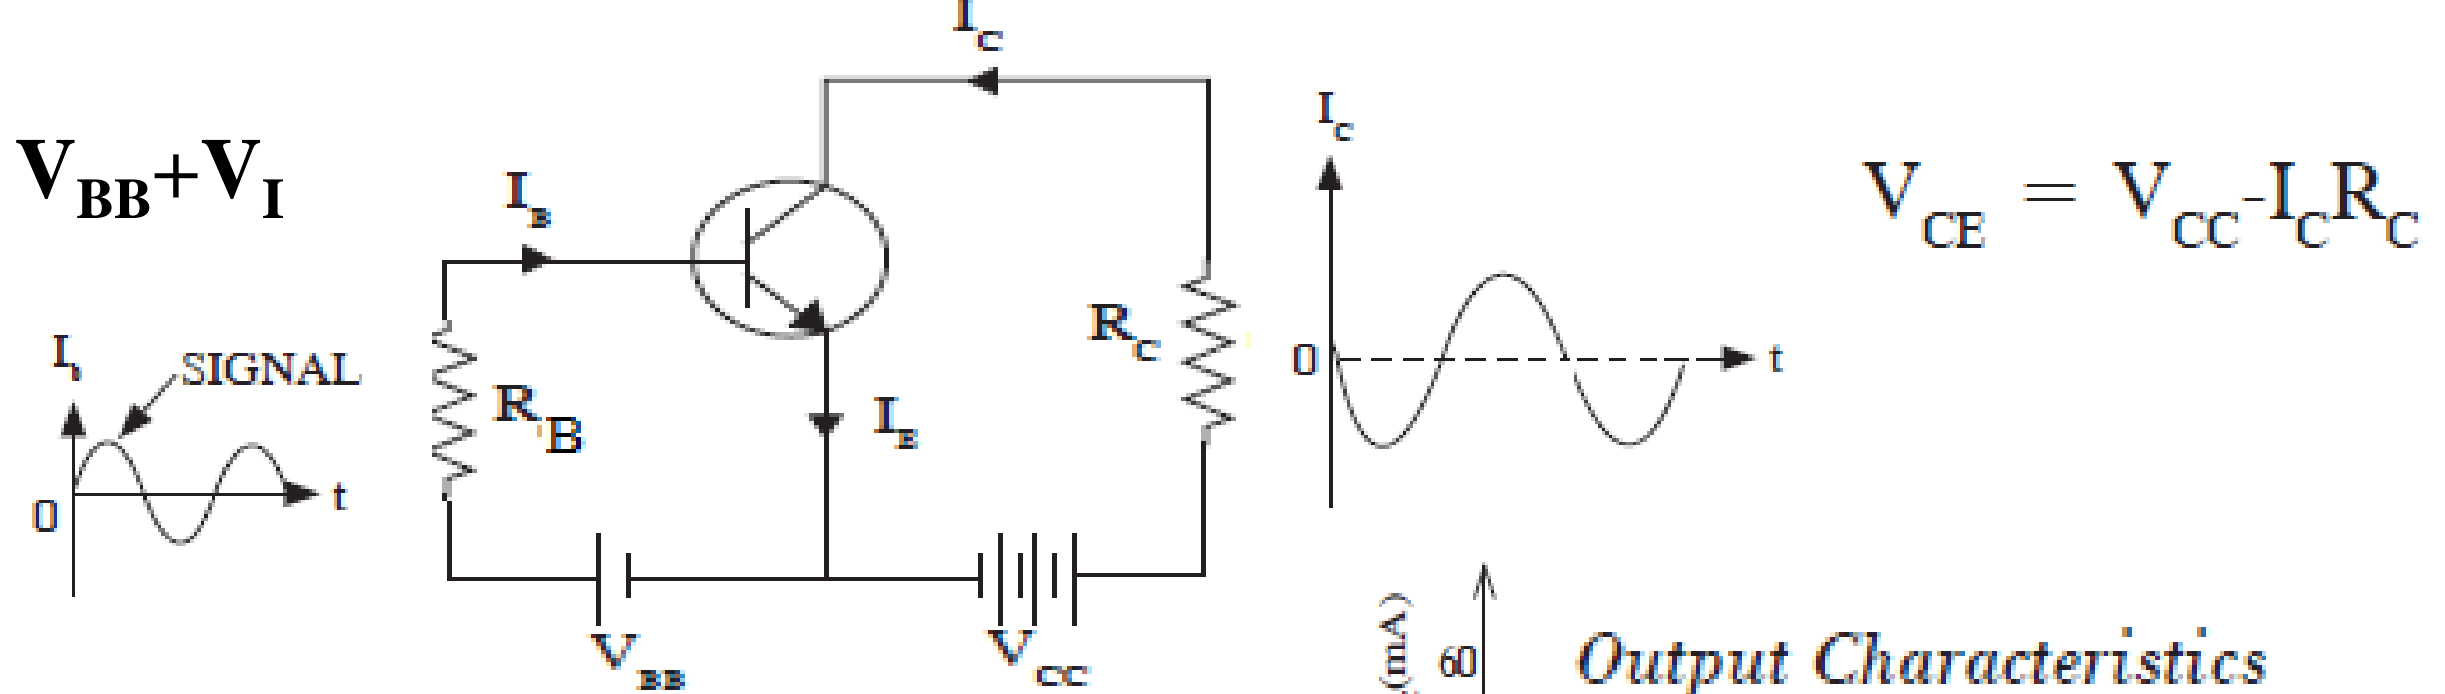 I_C
V_BB+V_I
I_B
I_C
V_CE = V_CC-I_CR_C
SIGNAL
R_B
I_E
R_C
0
t
0
t
V_BB
V_CC
(mA)
60
Output Characteristics